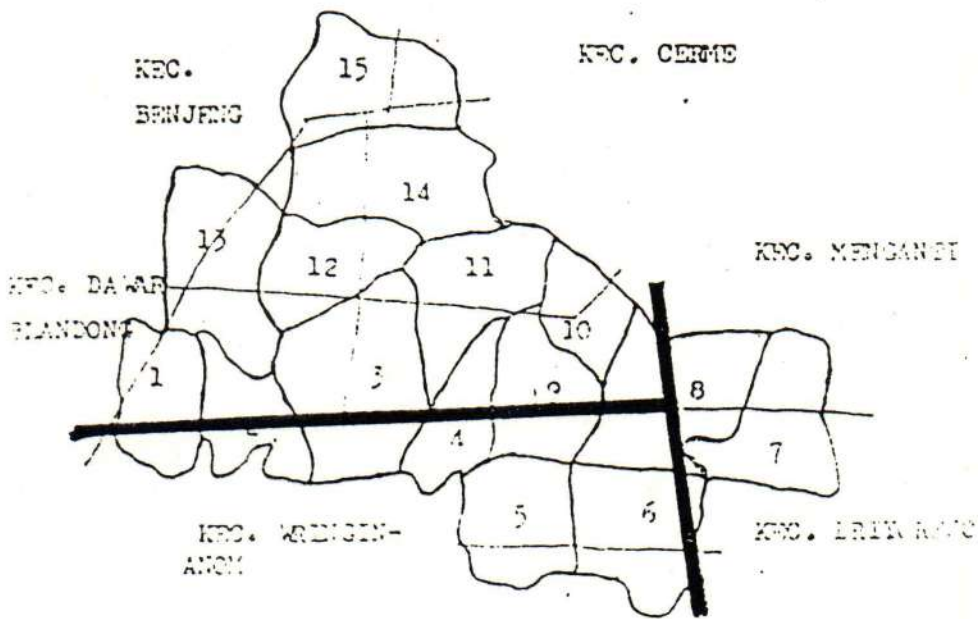 KEC.
BENJENG
KEC. CERME
15
14
13
12
11
KEC. MENGANTI
KEC. DAWAR
BLANDONG
10
1
3
9
8
4
7
5
6
KEC. WRINGIN-
ANOM
KEC.